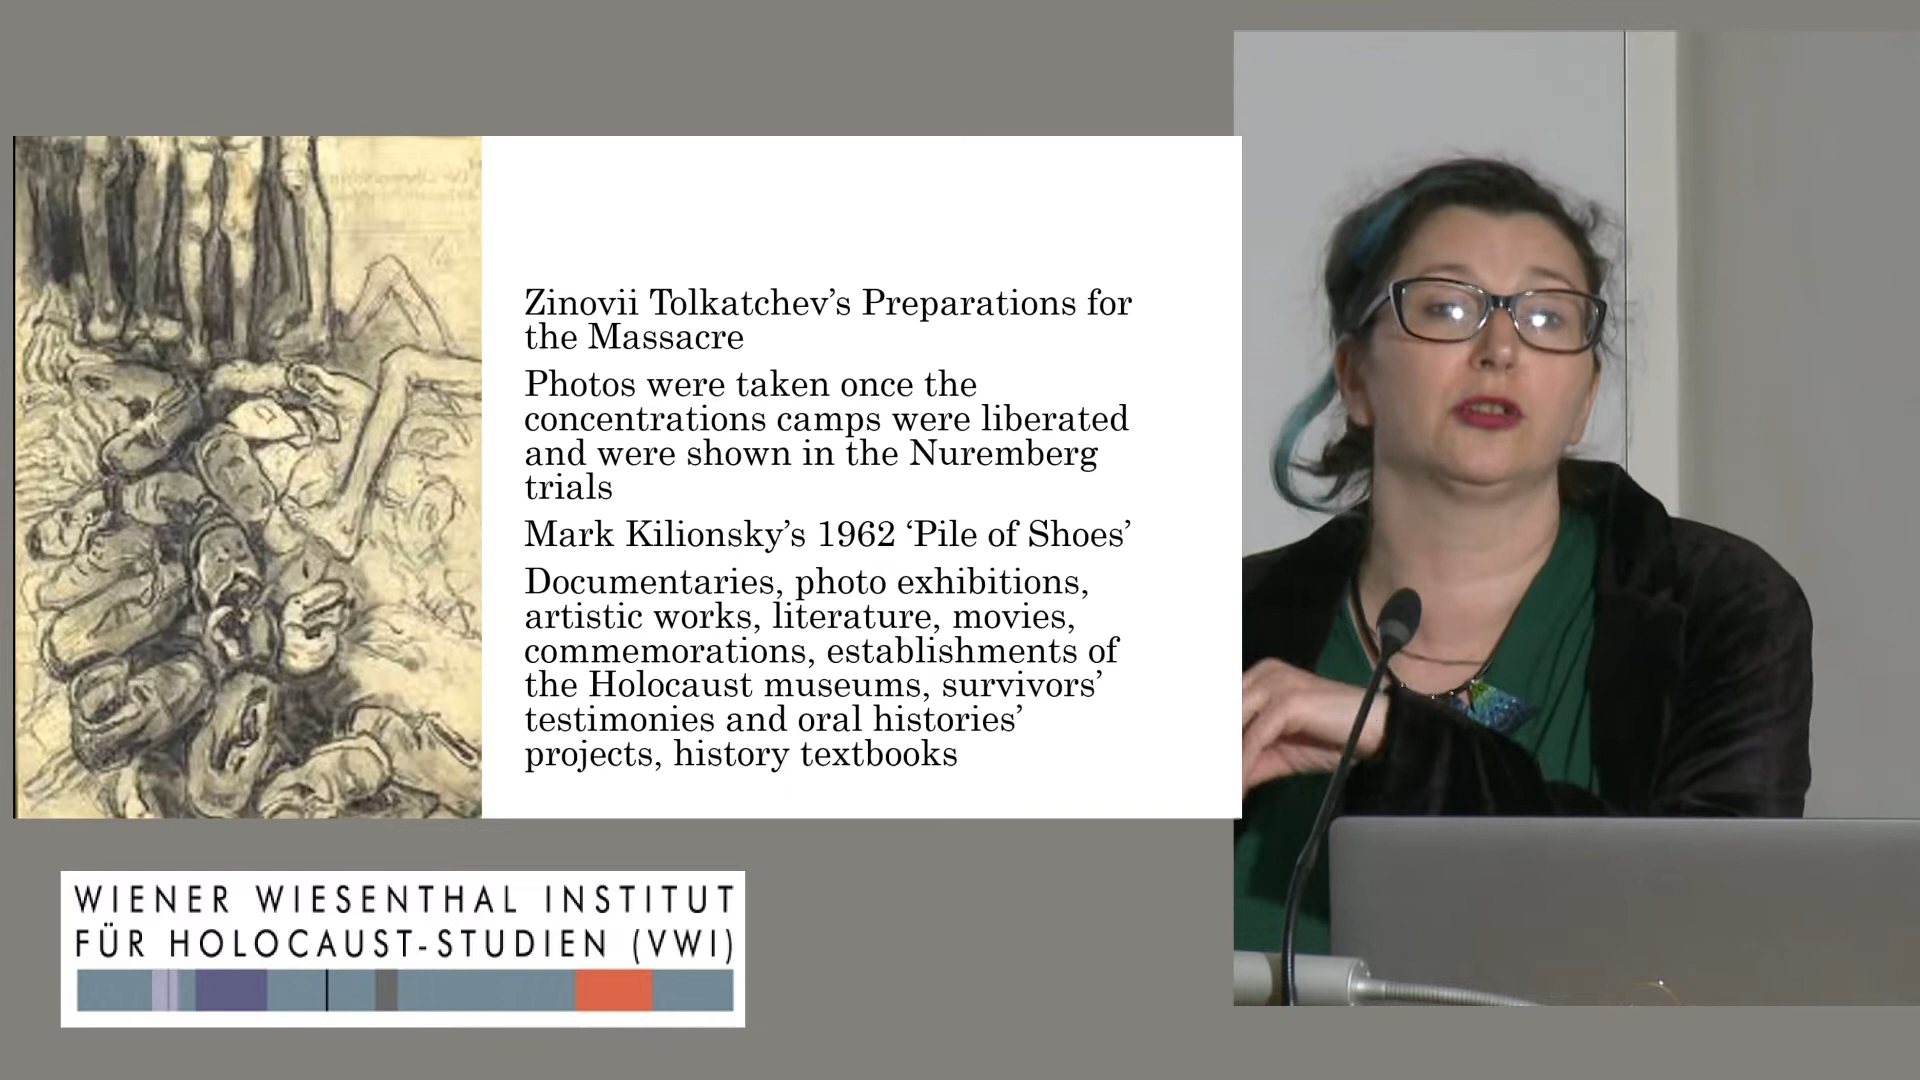 Zinovii Tolkatchev’s Preparations for
the Massacre
Photos were taken once the
concentrations camps were liberated
and were shown in the Nuremberg
trials
Mark Kilionsky’s 1962 ‘Pile of Shoes’
Documentaries, photo exhibitions,
artistic works, literature, movies,
commemorations, establishments of
the Holocaust museums, survivors’
testimonies and oral histories’
projects, history textbooks
WIENER WIESENTHAL INSTITUT
FÜR HOLOCAUST-STUDIEN (VWI)